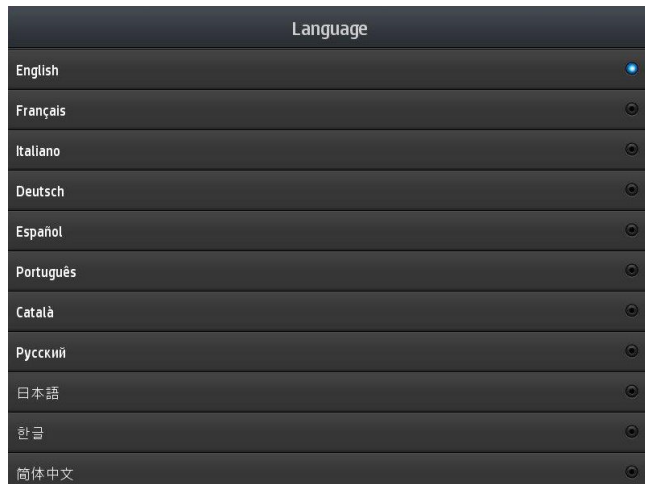 Language
English
Français
Italiano
Deutsch
Español
Português
Català
Русский
日本語
한글
简体中文